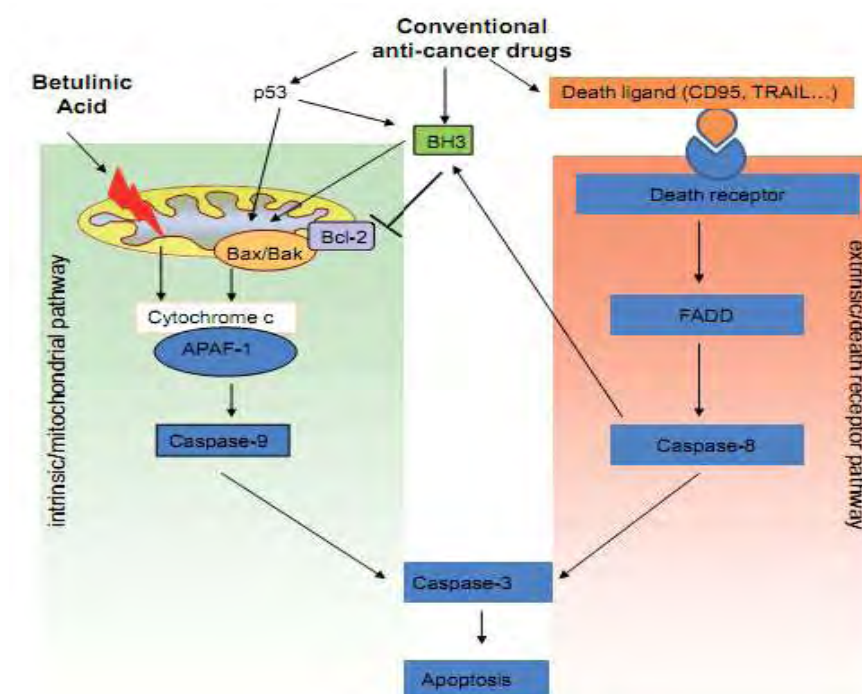 Conventional
anti-cancer drugs
Betulinic
Acid
p53
Death ligand (CD95, TRAIL...)
BH3
Death receptor
Bcl-2
Bax/Bak
Cytochrome c
APAF-1
FADD
Caspase-9
Caspase-8
intrinsic/mitochondrial pathway
extrinsic/death receptor pathway
Caspase-3
Apoptosis